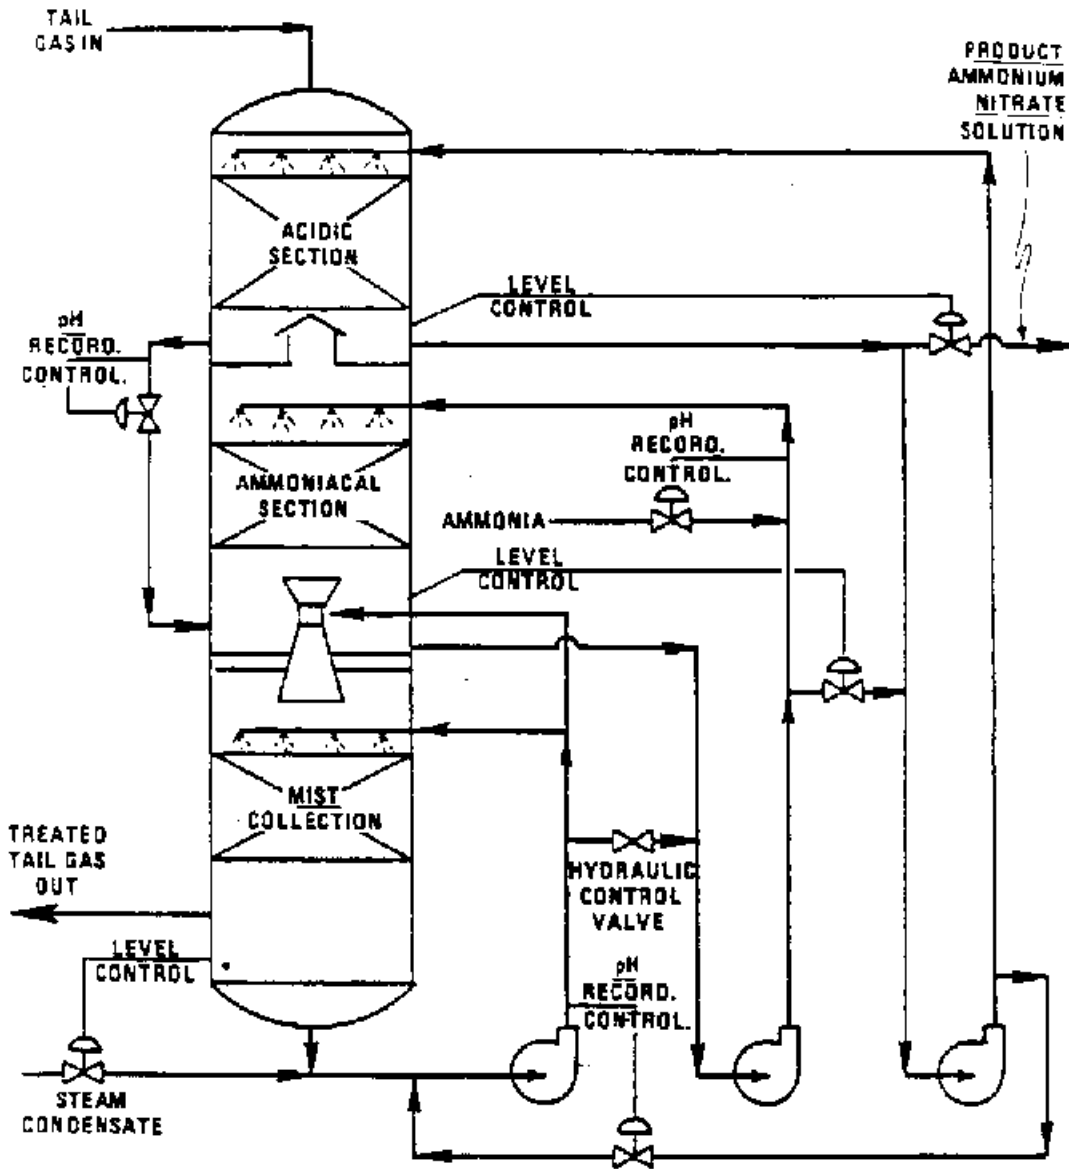 TAIL
GAS IN
PRODUCT
AMMONIUM
NITRATE
SOLUTION
ACIDIC
SECTION
LEVEL
CONTROL
pH
RECORD.
CONTROL.
pH
RECORD.
CONTROL.
AMMONIACAL
SECTION
AMMONIA
LEVEL
CONTROL
MIST
COLLECTION
TREATED
TAIL GAS
OUT
HYDRAULIC
CONTROL
VALVE
LEVEL
CONTROL
pH
RECORD.
CONTROL.
STEAM
CONDENSATE